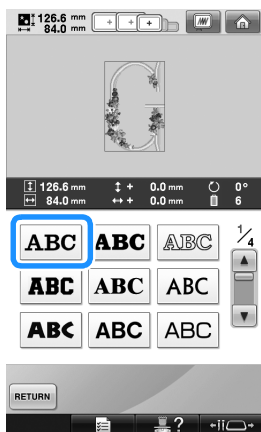 126.6 mm
84.0 mm
126.6 mm + 0.0 mm 0°
84.0 mm + 0.0 mm 6
ABC ABC ABC 1/4
ABC ABC ABC
ABC ABC ABC
RETURN
?